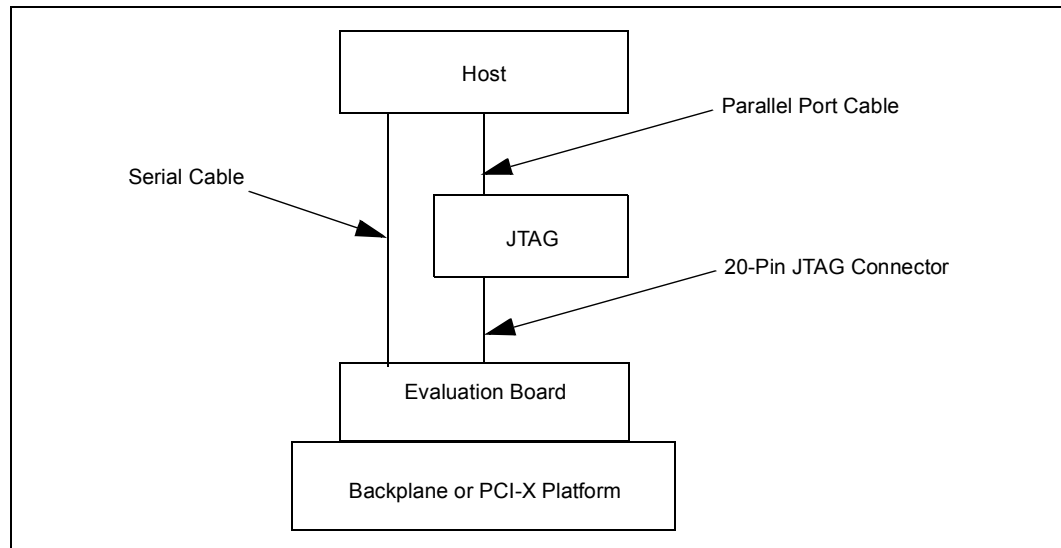 Host
Parallel Port Cable
Serial Cable
JTAG
20-Pin JTAG Connector
Evaluation Board
Backplane or PCI-X Platform